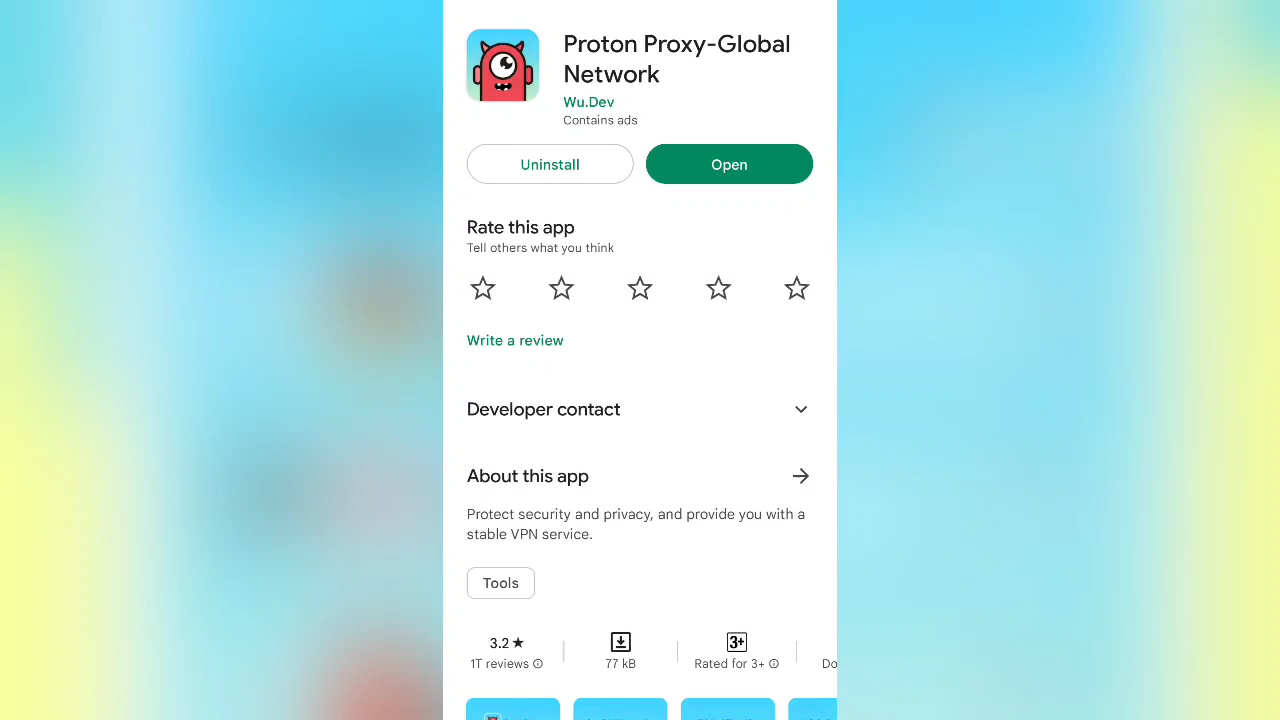 Proton Proxy-Global
Network
Wu.Dev
Contains ads
Uninstall
Open
Rate this app
Tell others what you think
Write a review
Developer contact
About this app
Protect security and privacy, and provide you with a
stable VPN service.
Tools
3.2★
1T reviews
77 kB
3+
Rated for 3+
Do